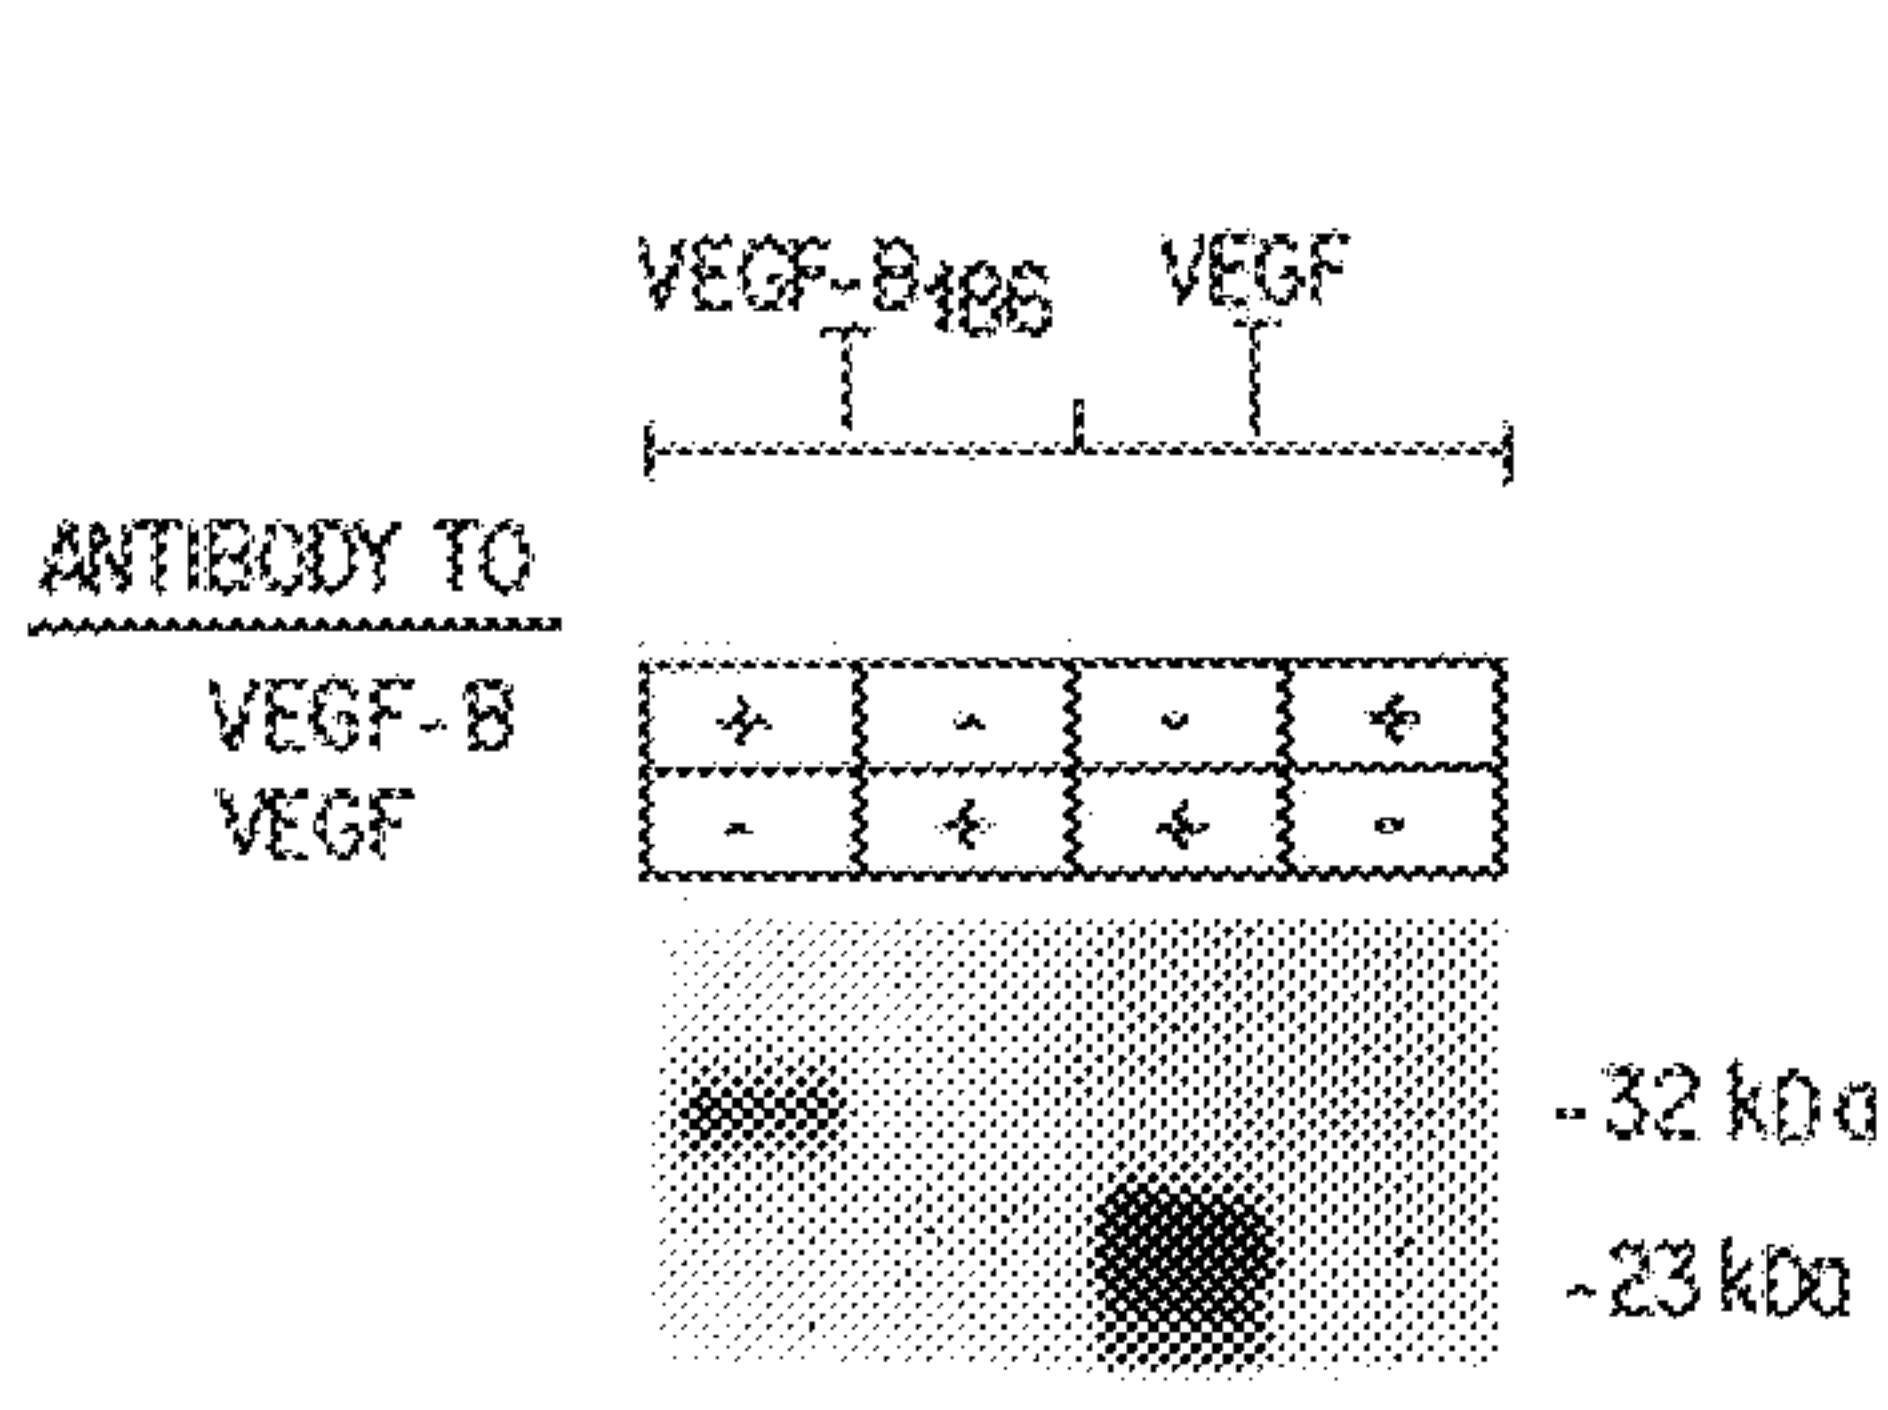 VEGF-B186 VEGF
ANTIBODY TO
VEGF-B + - - +
VEGF - + + -
-32 kDa
-23 kDa